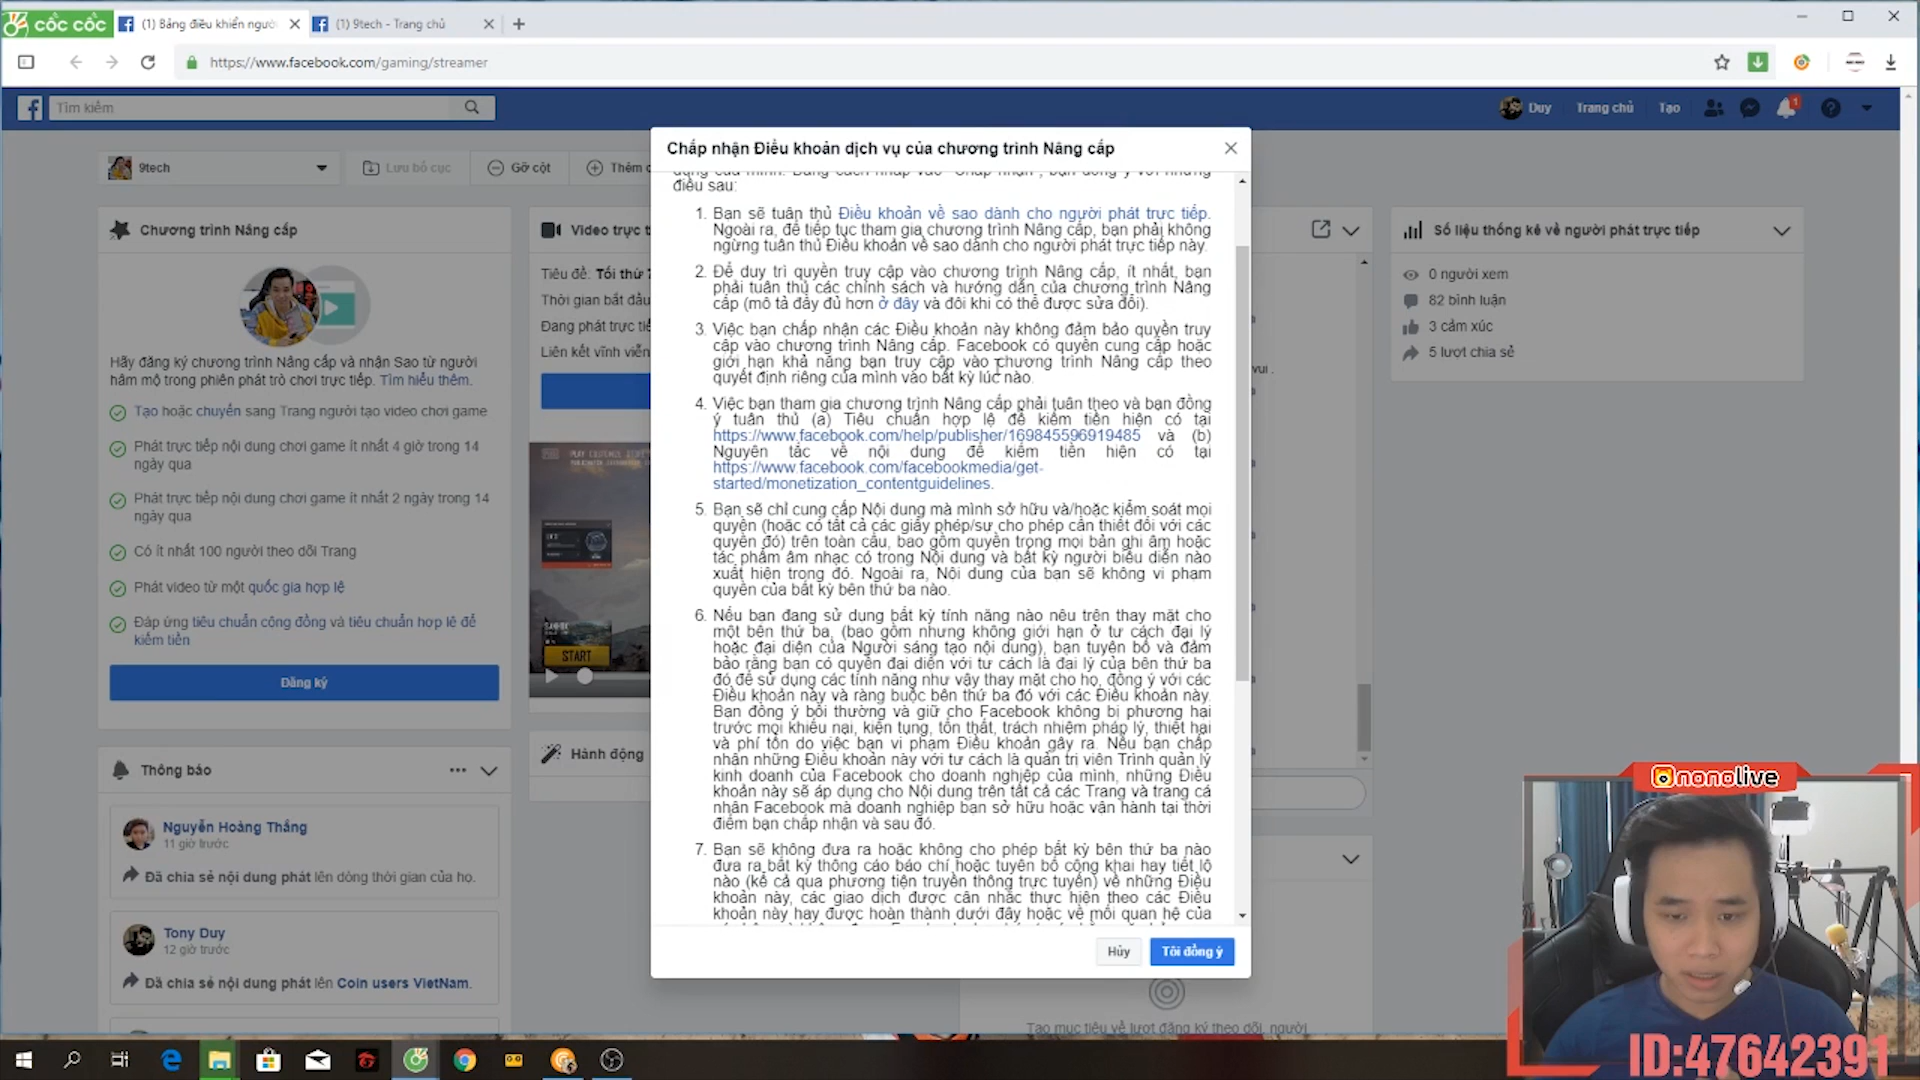 cốc cốc
(1) Bảng điều khiển ngườ
(1) 9tech - Trang chủ
https://www.facebook.com/gaming/streamer
Tìm kiếm
Duy
Trang chủ
Tạo
1
9tech
Lưu bố cục
Gỡ cột
Thêm c
Chương trình Nâng cấp
Hãy đăng ký chương trình Nâng cấp và nhận Sao từ người
hâm mộ trong phiên phát trò chơi trực tiếp. Tìm hiểu thêm.
Tạo hoặc chuyển sang Trang người tạo video chơi game
Phát trực tiếp nội dung chơi game ít nhất 4 giờ trong 14
ngày qua
Phát trực tiếp nội dung chơi game ít nhất 2 ngày trong 14
ngày qua
Có ít nhất 100 người theo dõi Trang
Phát video từ một quốc gia hợp lệ
Đáp ứng tiêu chuẩn cộng đồng và tiêu chuẩn hợp lệ để
kiếm tiền
Đăng ký
Thông báo
Nguyễn Hoàng Thắng
11 giờ trước
Đã chia sẻ nội dung phát lên dòng thời gian của họ.
Tony Duy
12 giờ trước
Đã chia sẻ nội dung phát lên Coin users VietNam.
Video trực t
Tiêu đề: Tối thứ 7
Thời gian bắt đầu
Đang phát trực tiế
Liên kết vĩnh viễn
START
Hành động
Chấp nhận Điều khoản dịch vụ của chương trình Nâng cấp
dụng của mình. Bằng cách nhấp vào "Chấp nhận", bạn đồng ý với những
điều sau:
1. Bạn sẽ tuân thủ Điều khoản về sao dành cho người phát trực tiếp.
Ngoài ra, để tiếp tục tham gia chương trình Nâng cấp, bạn phải không
ngừng tuân thủ Điều khoản về sao dành cho người phát trực tiếp này.
2. Để duy trì quyền truy cập vào chương trình Nâng cấp, ít nhất, bạn
phải tuân thủ các chính sách và hướng dẫn của chương trình Nâng
cấp (mô tả đầy đủ hơn ở đây và đôi khi có thể được sửa đổi).
3. Việc bạn chấp nhận các Điều khoản này không đảm bảo quyền truy
cập vào chương trình Nâng cấp. Facebook có quyền cung cấp hoặc
giới hạn khả năng bạn truy cập vào chương trình Nâng cấp theo
quyết định riêng của mình vào bất kỳ lúc nào.
4. Việc bạn tham gia chương trình Nâng cấp phải tuân theo và bạn đồng
ý tuân thủ (a) Tiêu chuẩn hợp lệ để kiếm tiền hiện có tại
https://www.facebook.com/help/publisher/169845596919485 và (b)
Nguyên tắc về nội dung để kiếm tiền hiện có tại
https://www.facebook.com/facebookmedia/get-
started/monetization_contentguidelines.
5. Bạn sẽ chỉ cung cấp Nội dung mà mình sở hữu và/hoặc kiểm soát mọi
quyền (hoặc có tất cả các giấy phép/sự cho phép cần thiết đối với các
quyền đó) trên toàn cầu, bao gồm quyền trong mọi bản ghi âm hoặc
tác phẩm âm nhạc có trong Nội dung và bất kỳ người biểu diễn nào
xuất hiện trong đó. Ngoài ra, Nội dung của bạn sẽ không vi phạm
quyền của bất kỳ bên thứ ba nào.
6. Nếu bạn đang sử dụng bất kỳ tính năng nào nêu trên thay mặt cho
một bên thứ ba, (bao gồm nhưng không giới hạn ở tư cách đại lý
hoặc đại diện của Người sáng tạo nội dung), bạn tuyên bố và đảm
bảo rằng bạn có quyền đại diện với tư cách là đại lý của bên thứ ba
đó để sử dụng các tính năng như vậy thay mặt cho họ, đồng ý với các
Điều khoản này và ràng buộc bên thứ ba đó với các Điều khoản này.
Bạn đồng ý bồi thường và giữ cho Facebook không bị phương hại
trước mọi khiếu nại, kiện tụng, tổn thất, trách nhiệm pháp lý, thiệt hại
và phí tổn do việc bạn vi phạm Điều khoản gây ra. Nếu bạn chấp
nhận những Điều khoản này với tư cách là quản trị viên Trình quản lý
kinh doanh của Facebook cho doanh nghiệp của mình, những Điều
khoản này sẽ áp dụng cho Nội dung trên tất cả các Trang và trang cá
nhân Facebook mà doanh nghiệp bạn sở hữu hoặc vận hành tại thời
điểm bạn chấp nhận và sau đó.
7. Bạn sẽ không đưa ra hoặc không cho phép bất kỳ bên thứ ba nào
đưa ra bất kỳ thông cáo báo chí hoặc tuyên bố công khai hay tiết lộ
nào (kể cả qua phương tiện truyền thông trực tuyến) về những Điều
khoản này, các giao dịch được cân nhắc thực hiện theo các Điều
khoản này hay được hoàn thành dưới đây hoặc về mối quan hệ của
Hủy
Tôi đồng ý
vui .
Số liệu thống kê về người phát trực tiếp
0 người xem
82 bình luận
3 cảm xúc
5 lượt chia sẻ
Tạo mục tiêu về lượt đăng ký theo dõi, người
nonolive
ID:47642391